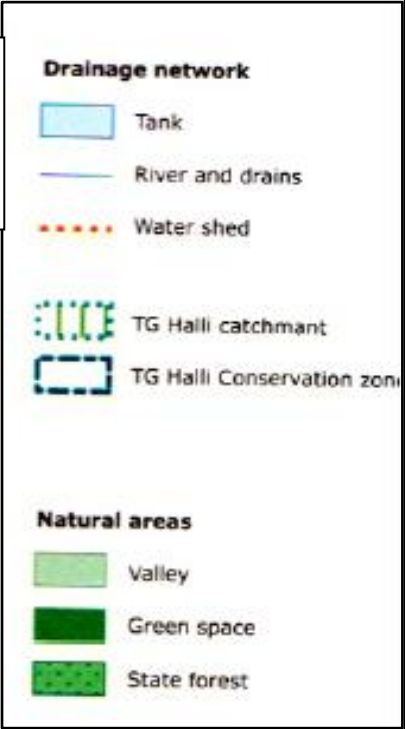 Drainage network
Tank
River and drains
Water shed
TG Halli catchmant
TG Halli Conservation zon
Natural areas
Valley
Green space
State forest